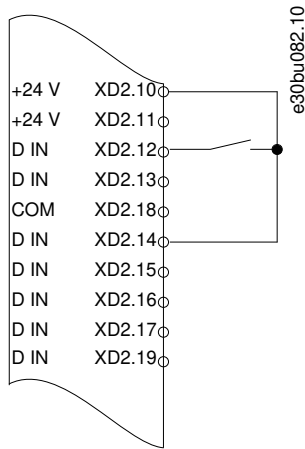 +24 V XD2.10
+24 V XD2.11
D IN XD2.12
D IN XD2.13
COM XD2.18
D IN XD2.14
D IN XD2.15
D IN XD2.16
D IN XD2.17
D IN XD2.19
e30bu082.10